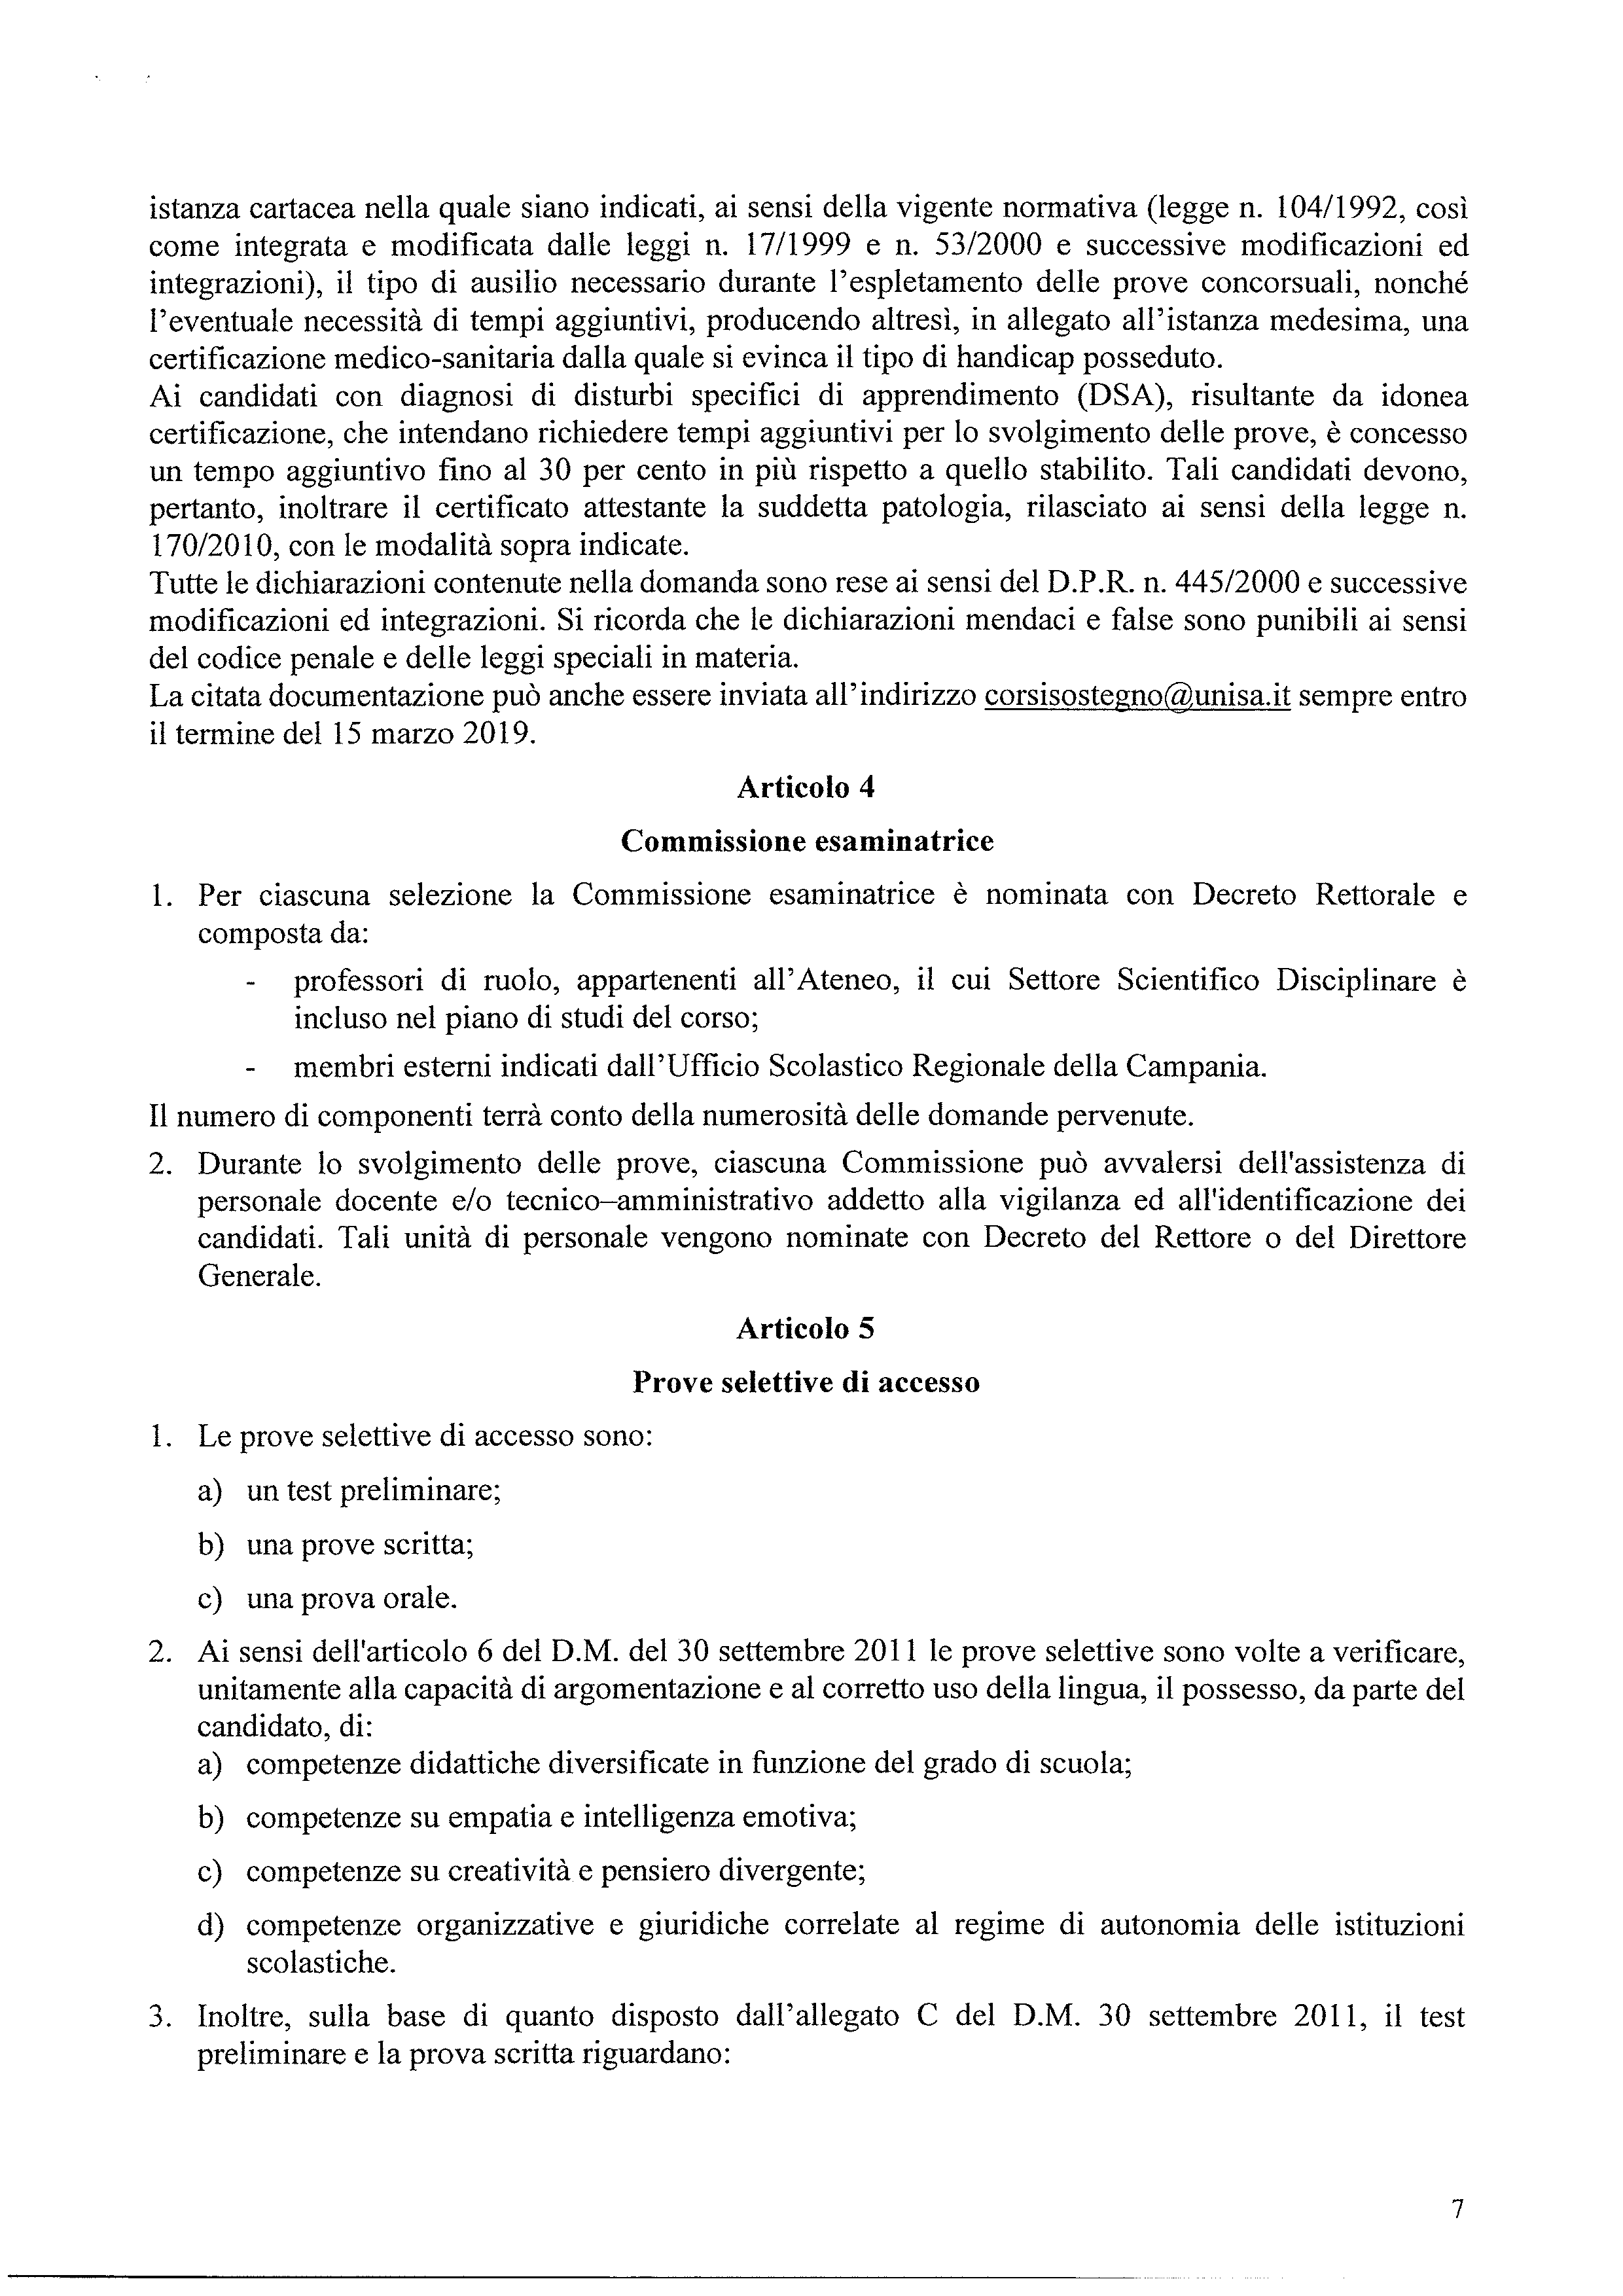 istanza cartacea nella quale siano indicati, ai sensi della vigente normativa (legge n. 104/1992, così
come integrata e modificata dalle leggi n. 17/1999 e n. 53/2000 e successive modificazioni ed
integrazioni), il tipo di ausilio necessario durante l'espletamento delle prove concorsuali, nonché
l'eventuale necessità di tempi aggiuntivi, producendo altresì, in allegato all'istanza medesima, una
certificazione medico-sanitaria dalla quale si evinca il tipo di handicap posseduto.
Ai candidati con diagnosi di disturbi specifici di apprendimento (DSA), risultante da idonea
certificazione, che intendano richiedere tempi aggiuntivi per lo svolgimento delle prove, è concesso
un tempo aggiuntivo fino al 30 per cento in più rispetto a quello stabilito. Tali candidati devono,
pertanto, inoltrare il certificato attestante la suddetta patologia, rilasciato ai sensi della legge n.
170/2010, con le modalità sopra indicate.
Tutte le dichiarazioni contenute nella domanda sono rese ai sensi del D.P.R. n. 445/2000 e successive
modificazioni ed integrazioni. Si ricorda che le dichiarazioni mendaci e false sono punibili ai sensi
del codice penale e delle leggi speciali in materia.
La citata documentazione può anche essere inviata all'indirizzo corsisostegno@unisa.it sempre entro
il termine del 15 marzo 2019.
Articolo 4
Commissione esaminatrice
1. Per ciascuna selezione la Commissione esaminatrice è nominata con Decreto Rettorale e
composta da:
- professori di ruolo, appartenenti all'Ateneo, il cui Settore Scientifico Disciplinare è
incluso nel piano di studi del corso;
- membri esterni indicati dall'Ufficio Scolastico Regionale della Campania.
Il numero di componenti terrà conto della numerosità delle domande pervenute.
2. Durante lo svolgimento delle prove, ciascuna Commissione può avvalersi dell'assistenza di
personale docente e/o tecnico–amministrativo addetto alla vigilanza ed all'identificazione dei
candidati. Tali unità di personale vengono nominate con Decreto del Rettore o del Direttore
Generale.
Articolo 5
Prove selettive di accesso
1. Le prove selettive di accesso sono:
a) un test preliminare;
b) una prove scritta;
c) una prova orale.
2. Ai sensi dell'articolo 6 del D.M. del 30 settembre 2011 le prove selettive sono volte a verificare,
unitamente alla capacità di argomentazione e al corretto uso della lingua, il possesso, da parte del
candidato, di:
a) competenze didattiche diversificate in funzione del grado di scuola;
b) competenze su empatia e intelligenza emotiva;
c) competenze su creatività e pensiero divergente;
d) competenze organizzative e giuridiche correlate al regime di autonomia delle istituzioni
scolastiche.
3. Inoltre, sulla base di quanto disposto dall'allegato C del D.M. 30 settembre 2011, il test
preliminare e la prova scritta riguardano:
7